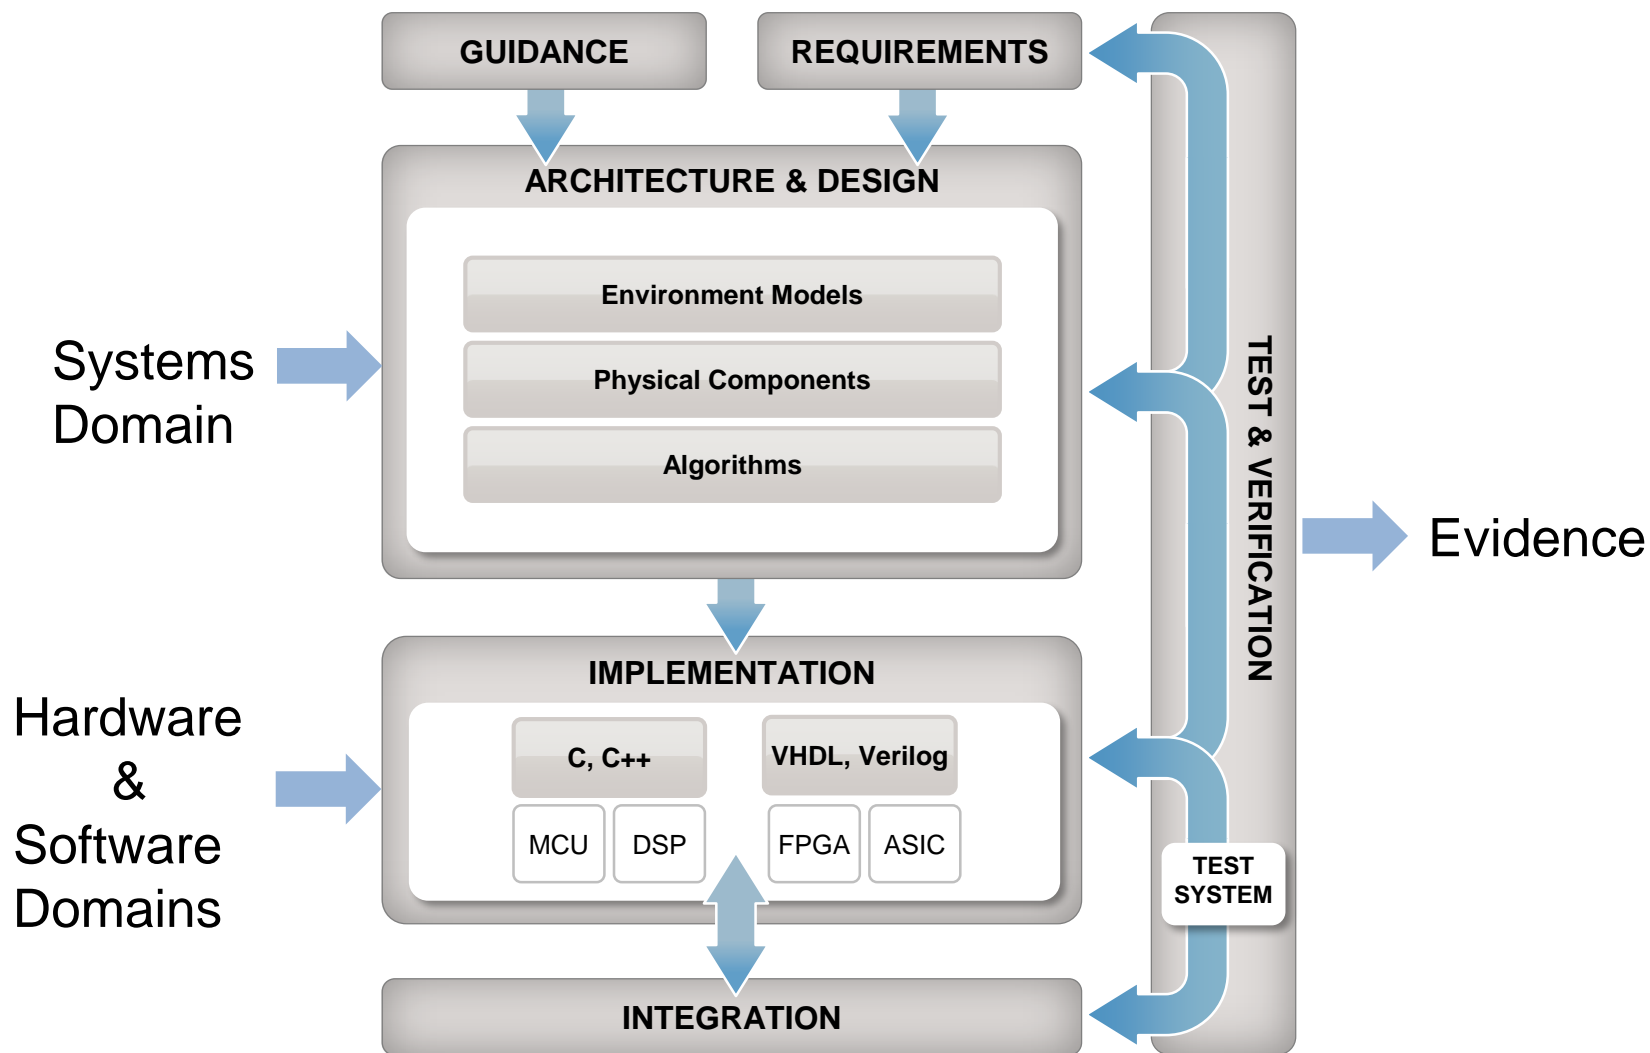 GUIDANCE
REQUIREMENTS
ARCHITECTURE & DESIGN
Environment Models
Physical Components
Algorithms
Systems
Domain
IMPLEMENTATION
C, C++
VHDL, Verilog
MCU
DSP
FPGA
ASIC
Hardware
&
Software
Domains
INTEGRATION
TEST & VERIFICATION
TEST
SYSTEM
Evidence